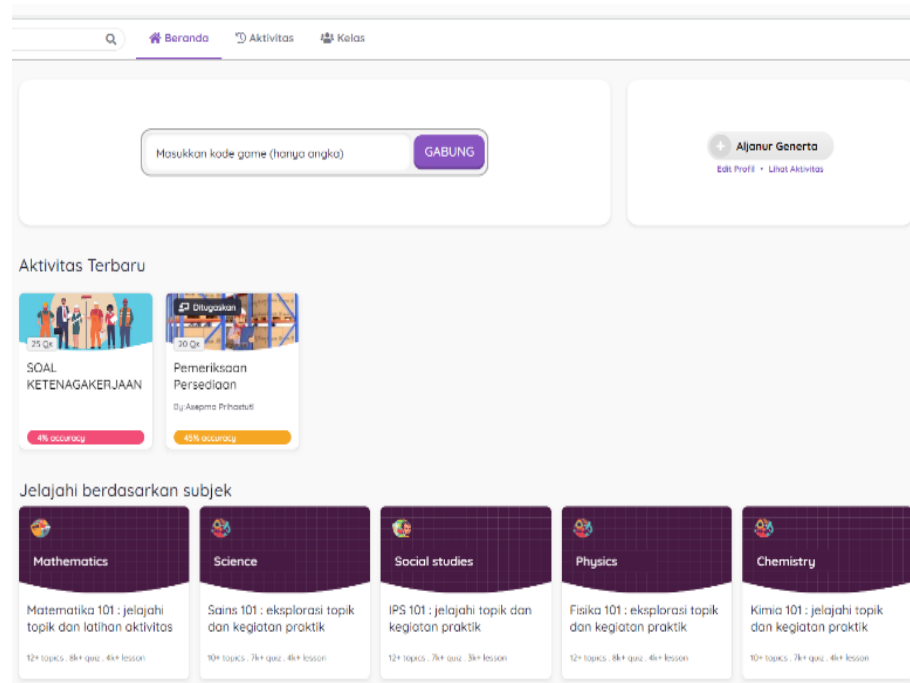 Beranda Aktivitas Kelas
Masukkan kode game (hanya angka) GABUNG
Aljanur Generta
Edit Profil • Lihat Aktivitas
Aktivitas Terbaru
Ditugaskan
25 Qs 20 Qs
SOAL KETENAGAKERJAAN
Pemeriksaan Persediaan
By:Asepma Prihastuti
4% accuracy 45% accuracy
Jelajahi berdasarkan subjek
Mathematics Science Social studies Physics Chemistry
Matematika 101 : jelajahi topik dan latihan aktivitas
12+ topics . 8k+ quiz . 4k+ lesson
Sains 101 : eksplorasi topik dan kegiatan praktik
10+ topics . 7k+ quiz . 4k+ lesson
IPS 101 : jelajahi topik dan kegiatan praktik
12+ topics . 7k+ quiz . 3k+ lesson
Fisika 101 : eksplorasi topik dan kegiatan praktik
12+ topics . 8k+ quiz . 4k+ lesson
Kimia 101 : jelajahi topik dan kegiatan praktik
10+ topics . 7k+ quiz . 4k+ lesson